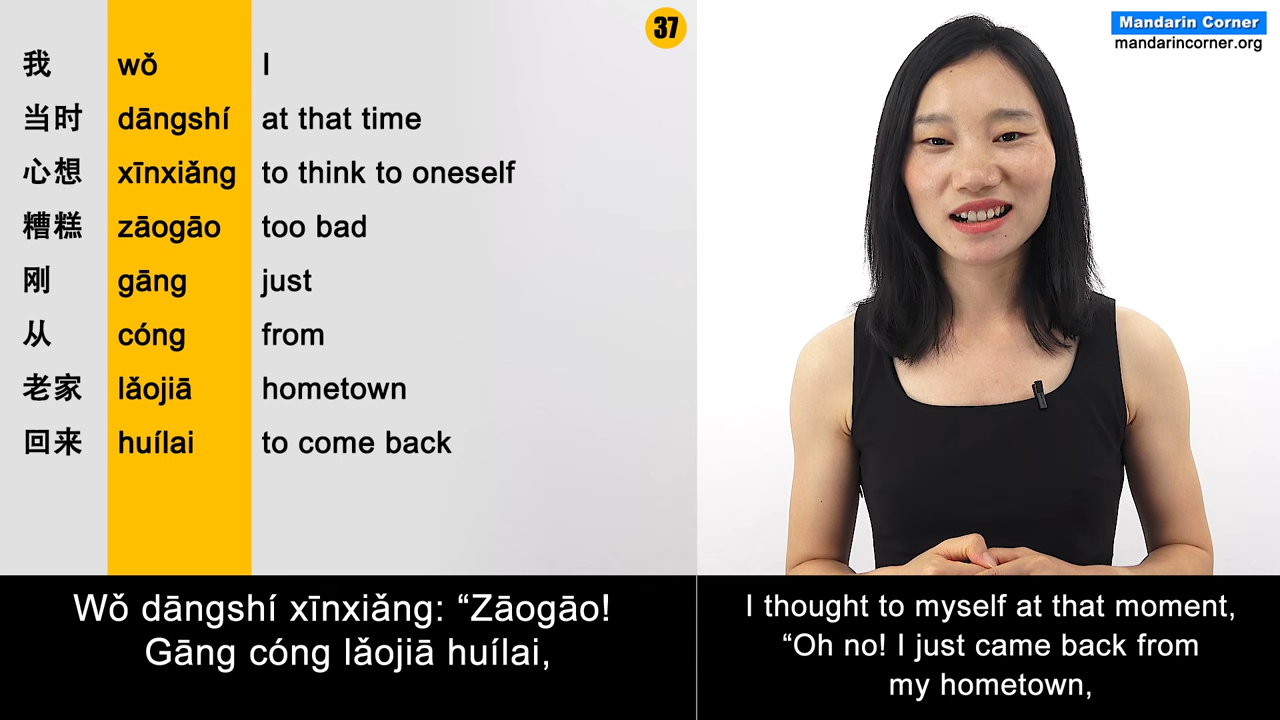 37
我 wǒ I
当时 dāngshí at that time
心想 xīnxiǎng to think to oneself
糟糕 zāogāo too bad
刚 gāng just
从 cóng from
老家 lǎojiā hometown
回来 huílai to come back
Wǒ dāngshí xīnxiǎng: “Zāogāo!
Gāng cóng lǎojiā huílai,
Mandarin Corner
mandarincorner.org
I thought to myself at that moment,
“Oh no! I just came back from
my hometown,